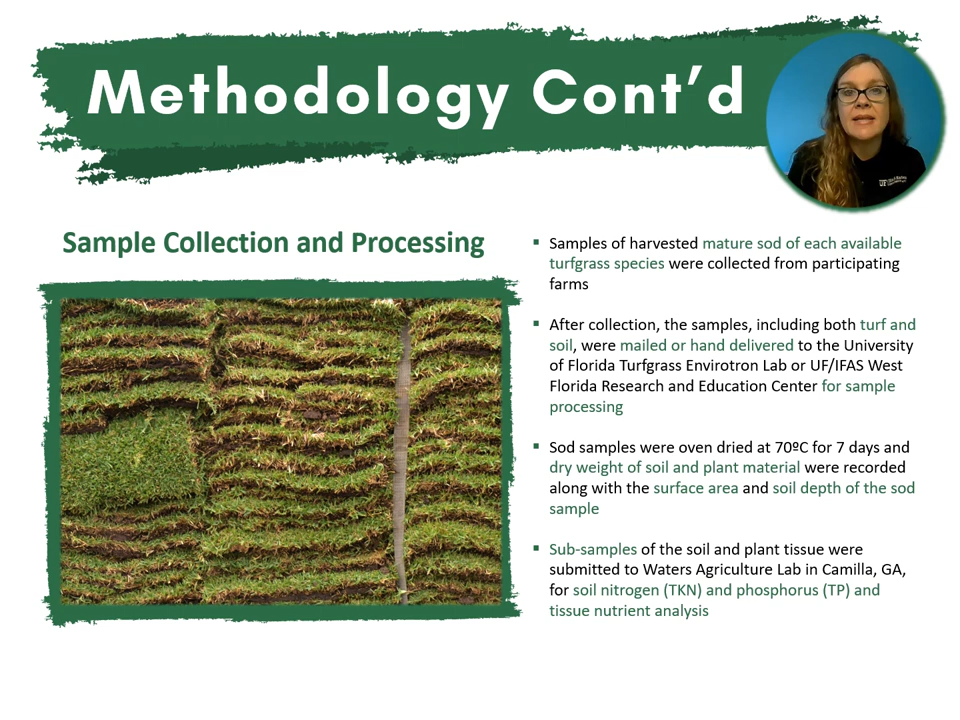 Methodology Cont'd
UF
Sample Collection and Processing
▪ Samples of harvested mature sod of each available
turfgrass species were collected from participating
farms
▪ After collection, the samples, including both turf and
soil, were mailed or hand delivered to the University
of Florida Turfgrass Envirotron Lab or UF/IFAS West
Florida Research and Education Center for sample
processing
▪ Sod samples were oven dried at 70ºC for 7 days and
dry weight of soil and plant material were recorded
along with the surface area and soil depth of the sod
sample
▪ Sub-samples of the soil and plant tissue were
submitted to Waters Agriculture Lab in Camilla, GA,
for soil nitrogen (TKN) and phosphorus (TP) and
tissue nutrient analysis